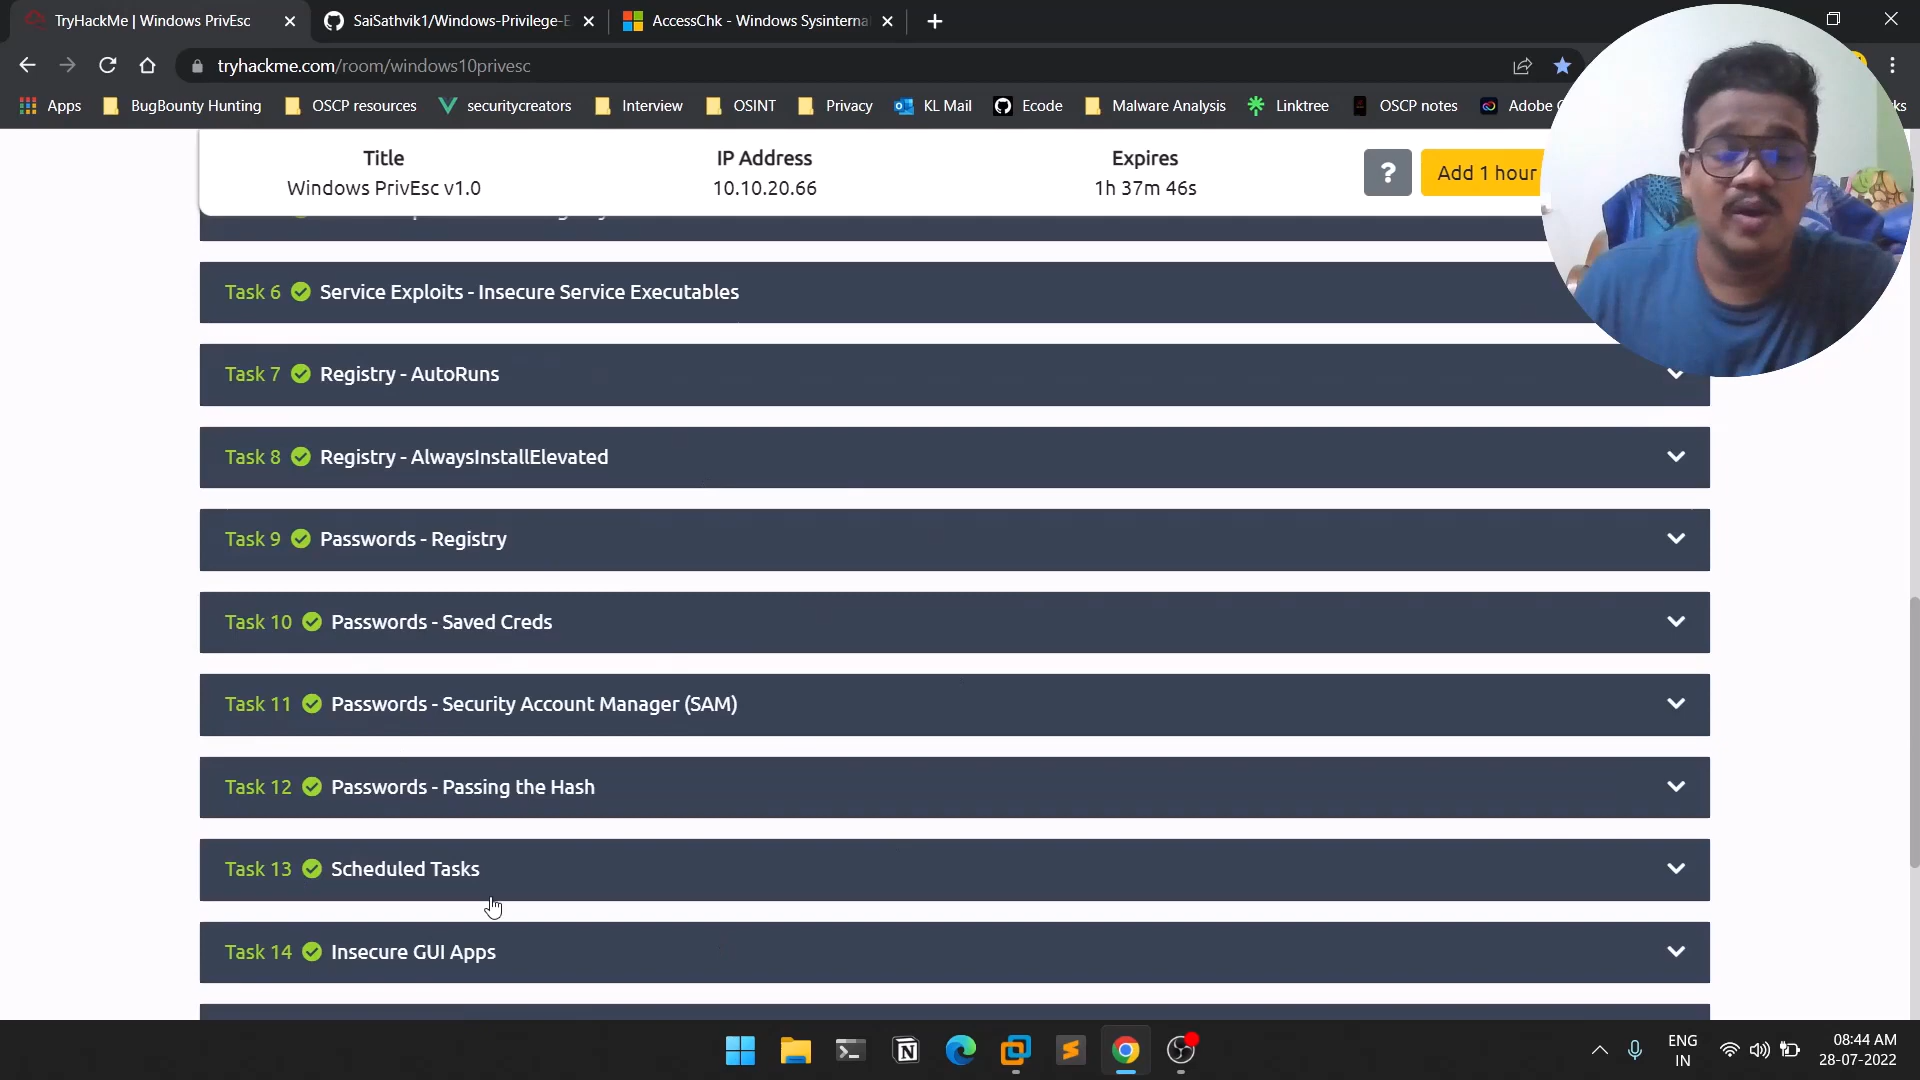 TryHackMe | Windows PrivEsc
SaiSathvik1/Windows-Privilege-E
AccessChk - Windows Sysinterna
tryhackme.com/room/windows10privesc
Apps
BugBounty Hunting
OSCP resources
securitycreators
Interview
OSINT
Privacy
KL Mail
Ecode
Malware Analysis
Linktree
OSCP notes
Adobe
ks
Title
IP Address
Expires
Windows PrivEsc v1.0
10.10.20.66
1h 37m 46s
?
Add 1 hour
Task 6 Service Exploits - Insecure Service Executables
Task 7 Registry - AutoRuns
Task 8 Registry - AlwaysInstallElevated
Task 9 Passwords - Registry
Task 10 Passwords - Saved Creds
Task 11 Passwords - Security Account Manager (SAM)
Task 12 Passwords - Passing the Hash
Task 13 Scheduled Tasks
Task 14 Insecure GUI Apps
ENG
IN
08:44 AM
28-07-2022